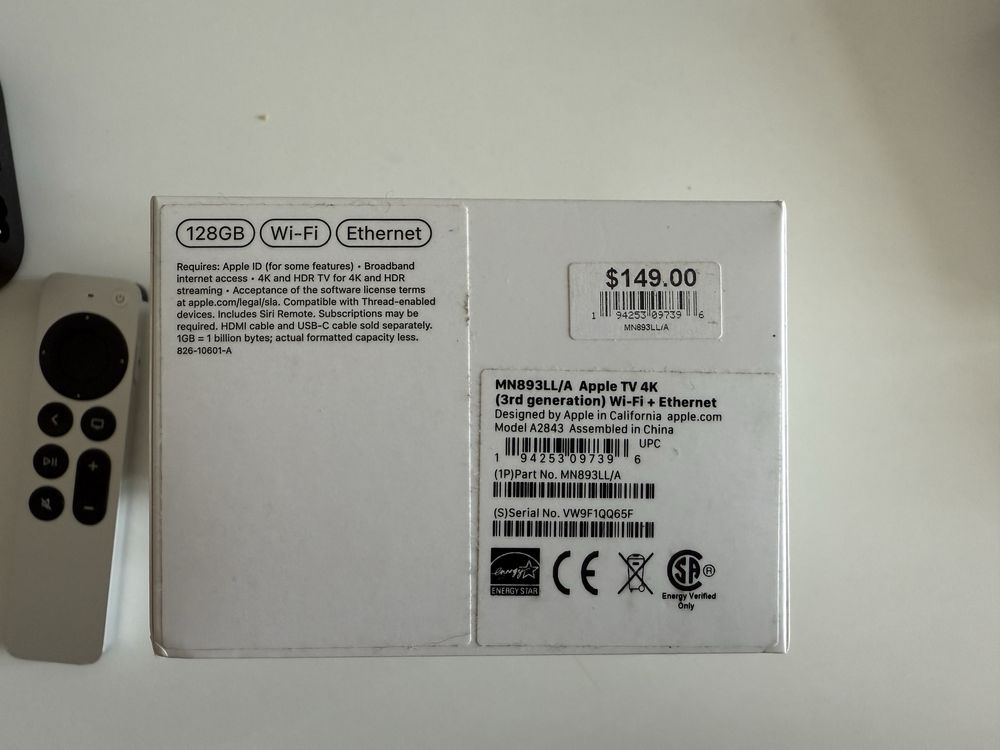 128GB Wi-Fi Ethernet
Requires: Apple ID (for some features) • Broadband
internet access • 4K and HDR TV for 4K and HDR
streaming • Acceptance of the software license terms
at apple.com/legal/sla. Compatible with Thread-enabled
devices. Includes Siri Remote. Subscriptions may be
required. HDMI cable and USB-C cable sold separately.
1GB = 1 billion bytes; actual formatted capacity less.
826-10601-A
$149.00
1 94253 09739 6
MN893LL/A
MN893LL/A Apple TV 4K
(3rd generation) Wi-Fi + Ethernet
Designed by Apple in California apple.com
Model A2843 Assembled in China
UPC
1 94253 09739 6
(1P)Part No. MN893LL/A
(S)Serial No. VW9F1QQ65F
energy
ENERGY STAR
CE
SA ®
Energy Verified
Only